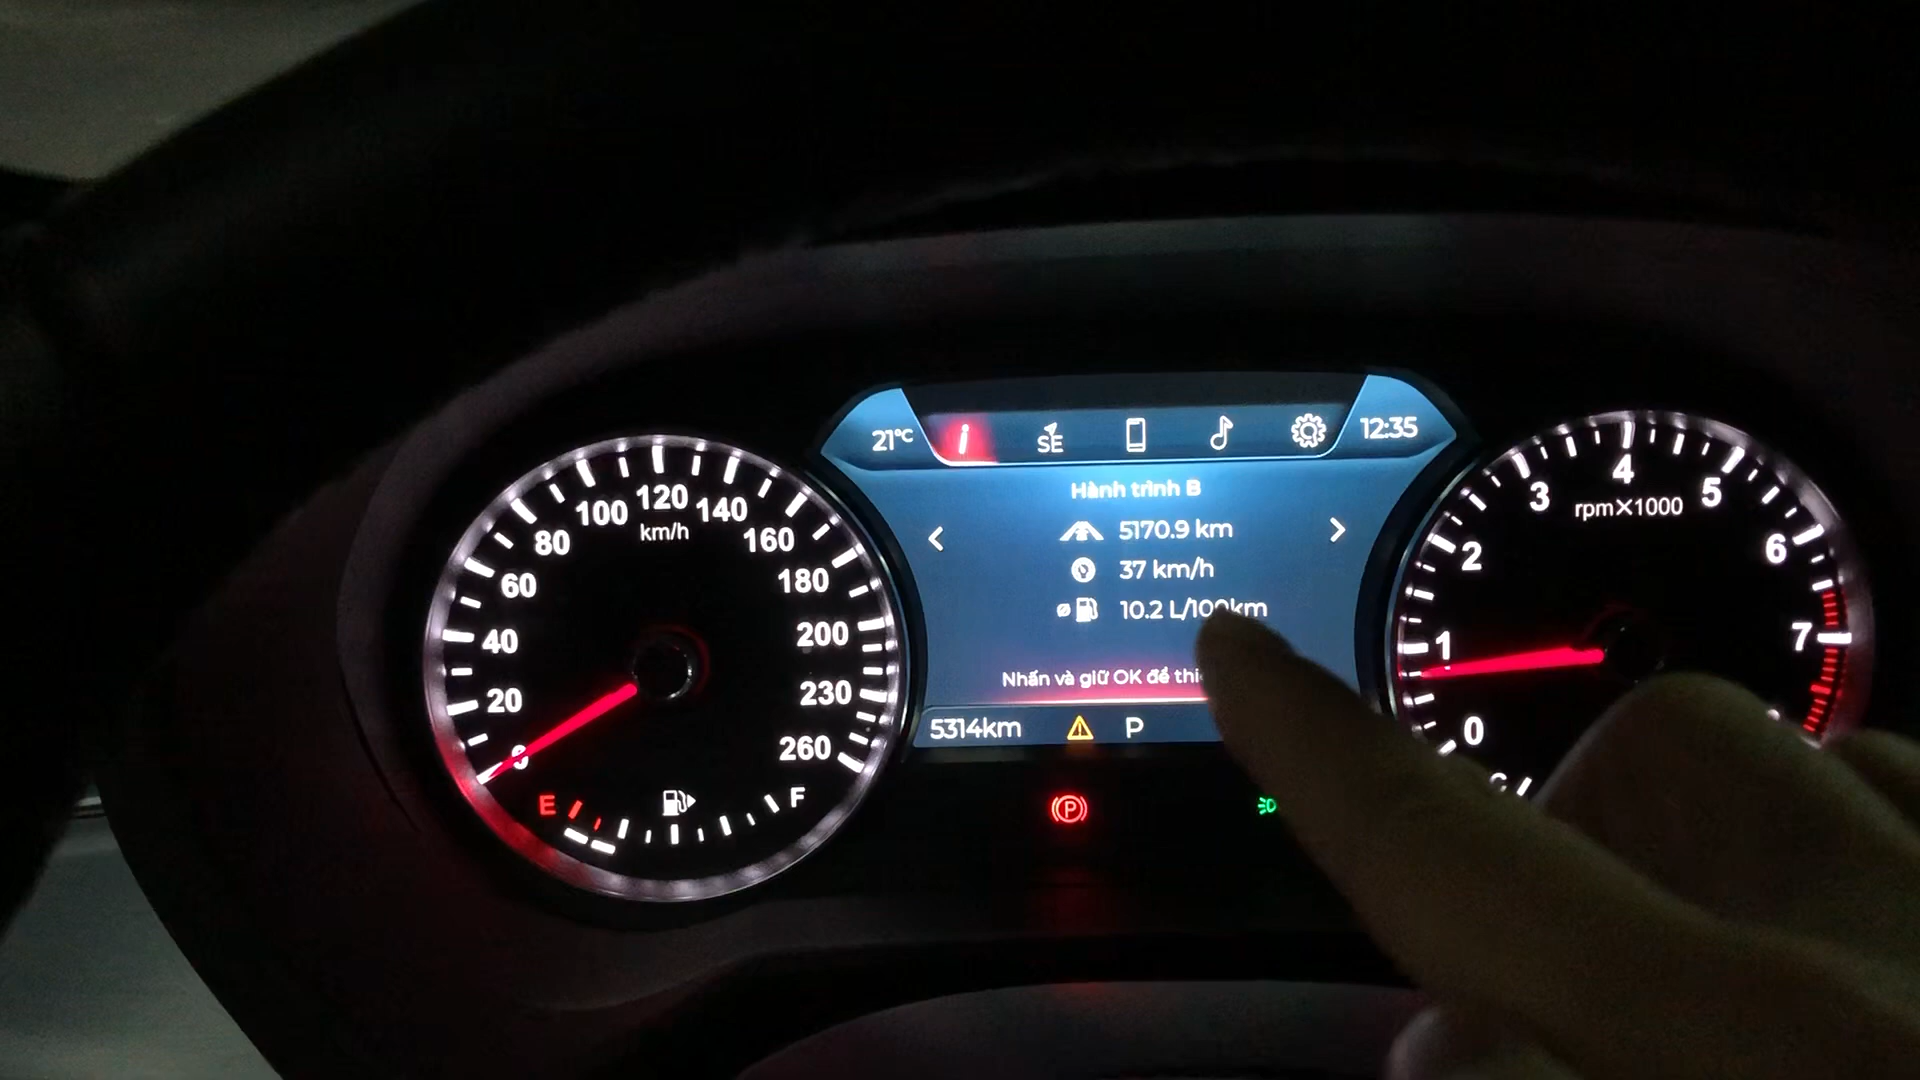 21°C
SE
12:35
Hành trình B
5170.9 km
37 km/h
10.2 L/100km
Nhấn và giữ OK để
5314km
P
0
20
40
60
80
100
120
140
160
180
200
230
260
km/h
E
F
P
0
1
2
3
4
5
6
7
rpm×1000